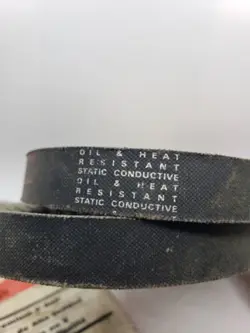 OIL & HEAT
RESISTANT
STATIC CONDUCTIVE
OIL & HEAT
RESISTANT
STATIC CONDUCTIVE